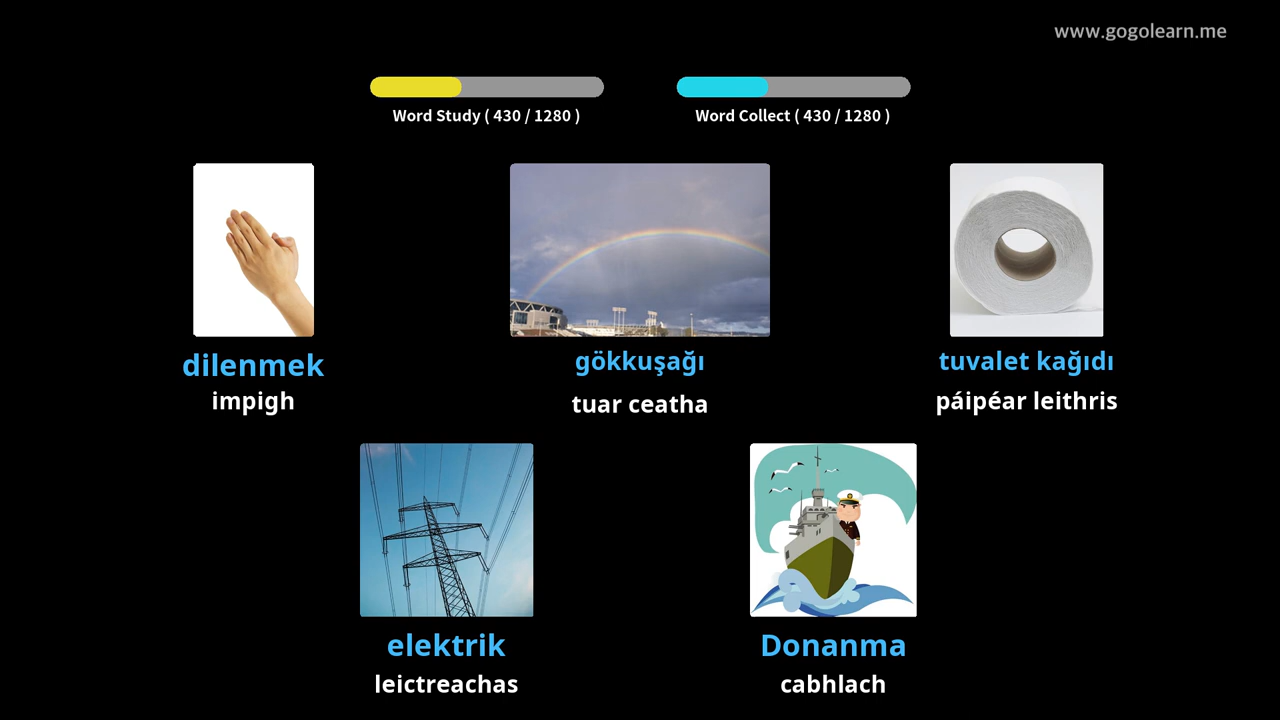 www.gogolearn.me
Word Study ( 430 / 1280 )
Word Collect ( 430 / 1280 )
dilenmek
impigh
gökkuşağı
tuar ceatha
tuvalet kağıdı
páipéar leithris
elektrik
leictreachas
Donanma
cabhlach